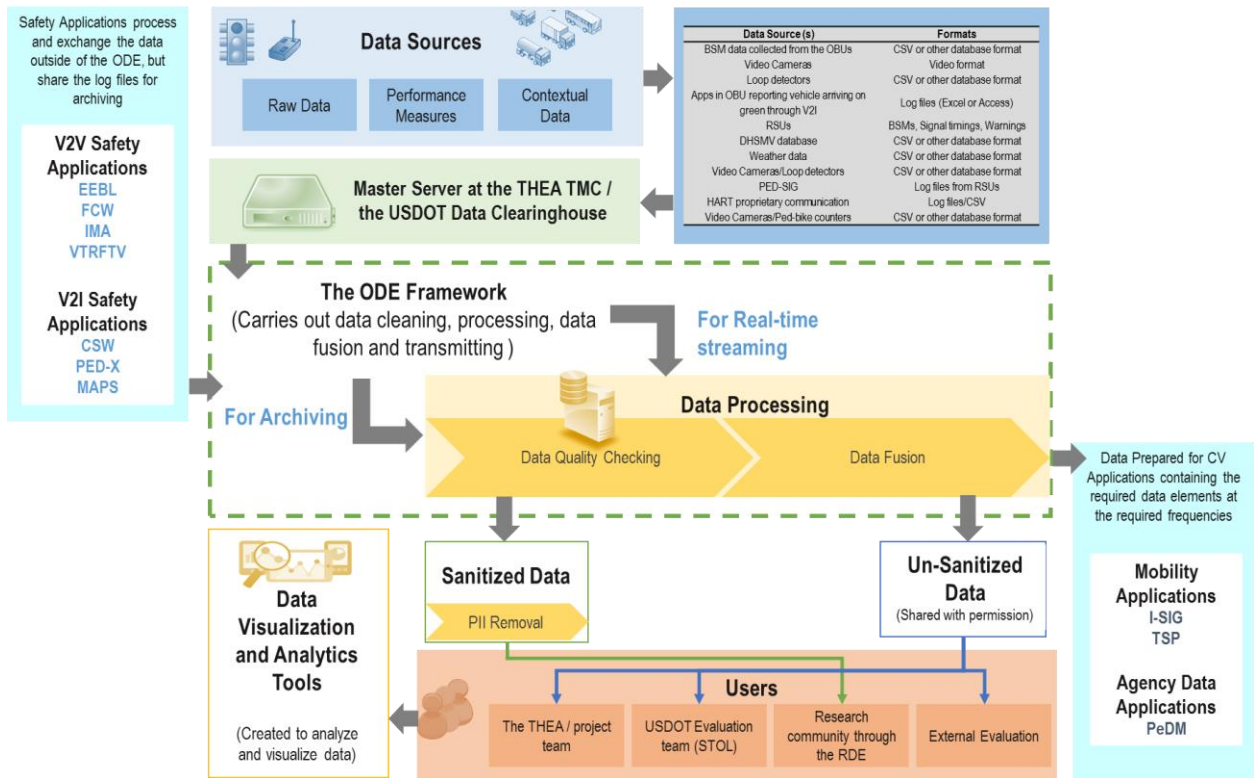 Safety Applications process
and exchange the data
outside of the ODE, but
share the log files for
archiving
V2V Safety
Applications
EEBL
FCW
IMA
VTRFTV
V2I Safety
Applications
CSW
PED-X
MAPS
Data Sources
Raw Data
Performance
Measures
Contextual
Data
Data Source(s) Formats
BSM data collected from the OBUs CSV or other database format
Video Cameras Video format
Loop detectors CSV or other database format
Apps in OBU reporting vehicle arriving on
green through V2I Log files (Excel or Access)
RSUs BSMs, Signal timings, Warnings
DHSMV database CSV or other database format
Weather data CSV or other database format
Video Cameras/Loop detectors CSV or other database format
PED-SIG Log files from RSUs
HART proprietary communication Log files/CSV
Video Cameras/Ped-bike counters CSV or other database format
Master Server at the THEA TMC /
the USDOT Data Clearinghouse
The ODE Framework
(Carries out data cleaning, processing, data
fusion and transmitting )
For Real-time
streaming
For Archiving
Data Processing
Data Quality Checking
Data Fusion
Data Prepared for CV
Applications containing the
required data elements at
the required frequencies
Mobility
Applications
I-SIG
TSP
Agency Data
Applications
PeDM
Sanitized Data
PII Removal
Un-Sanitized
Data
(Shared with permission)
Data
Visualization
and Analytics
Tools
(Created to analyze
and visualize data)
Users
The THEA / project
team
USDOT Evaluation
team (STOL)
Research
community through
the RDE
External Evaluation